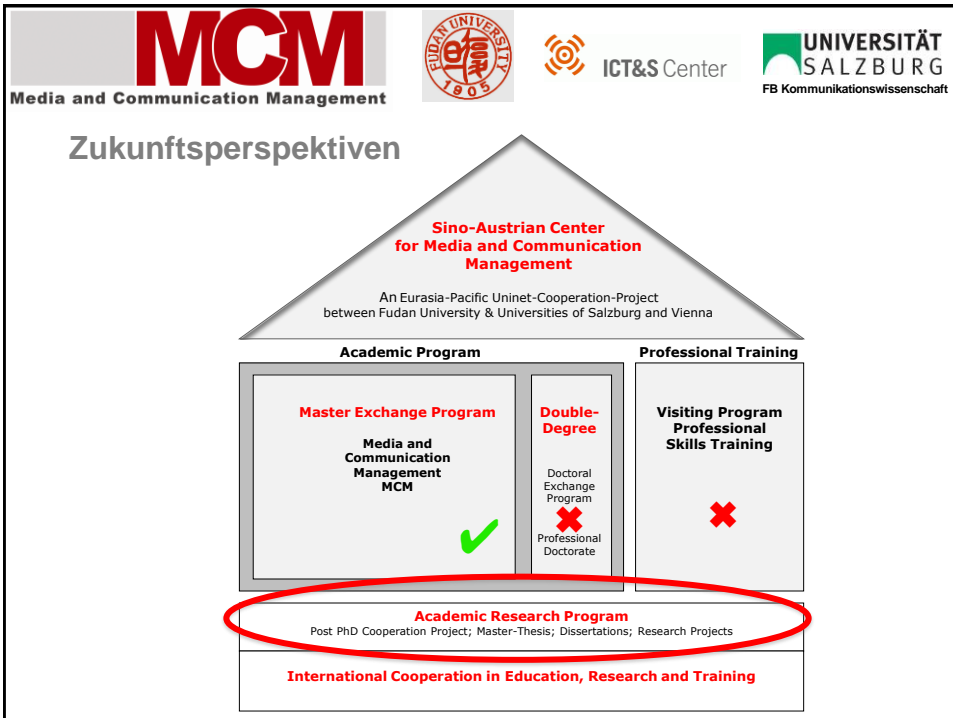 MCM
Media and Communication Management
FUDAN UNIVERSITY
1905
ICT&S Center
UNIVERSITÄT
SALZBURG
FB Kommunikationswissenschaft
Zukunftsperspektiven
Sino-Austrian Center
for Media and Communication
Management
An Eurasia-Pacific Uninet-Cooperation-Project
between Fudan University & Universities of Salzburg and Vienna
Academic Program
Professional Training
Master Exchange Program
Media and
Communication
Management
MCM
Double-
Degree
Doctoral
Exchange
Program
Professional
Doctorate
Visiting Program
Professional
Skills Training
Academic Research Program
Post PhD Cooperation Project; Master-Thesis; Dissertations; Research Projects
International Cooperation in Education, Research and Training